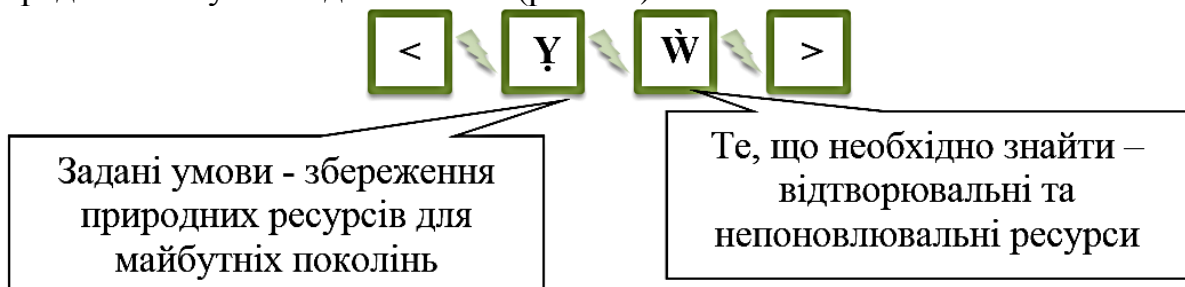 < Ỵ Ẁ >
Задані умови - збереження
природних ресурсів для
майбутніх поколінь
Те, що необхідно знайти –
відтворювальні та
непоновлювальні ресурси